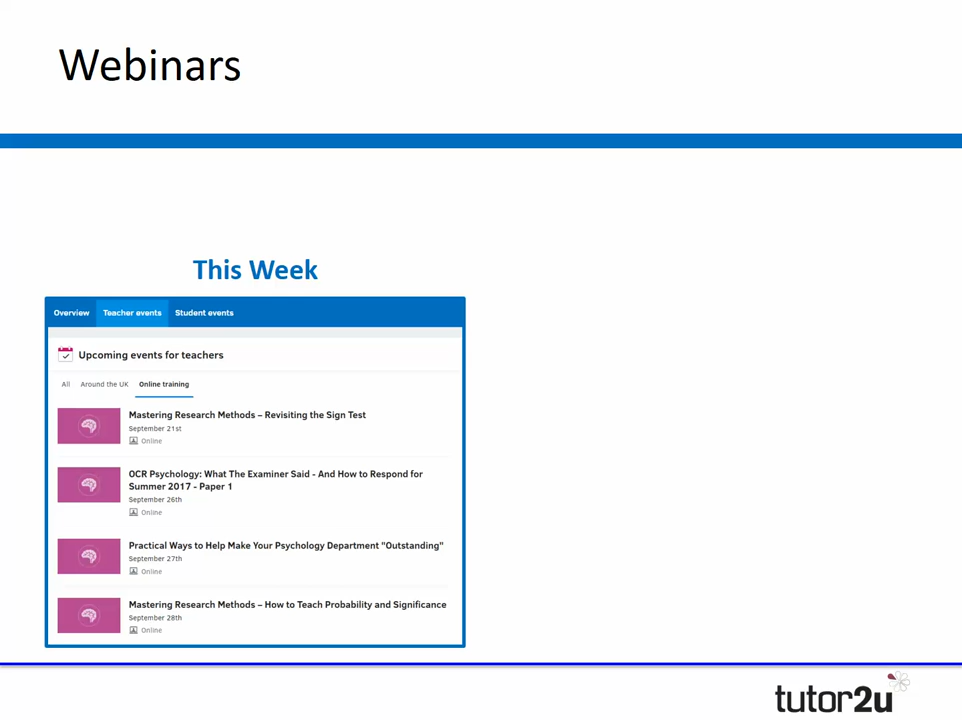 Webinars
This Week
Overview Teacher events Student events
Upcoming events for teachers
All Around the UK Online training
Mastering Research Methods – Revisiting the Sign Test
September 21st
Online
OCR Psychology: What The Examiner Said - And How to Respond for
Summer 2017 - Paper 1
September 26th
Online
Practical Ways to Help Make Your Psychology Department "Outstanding"
September 27th
Online
Mastering Research Methods – How to Teach Probability and Significance
September 28th
Online
tutor2u